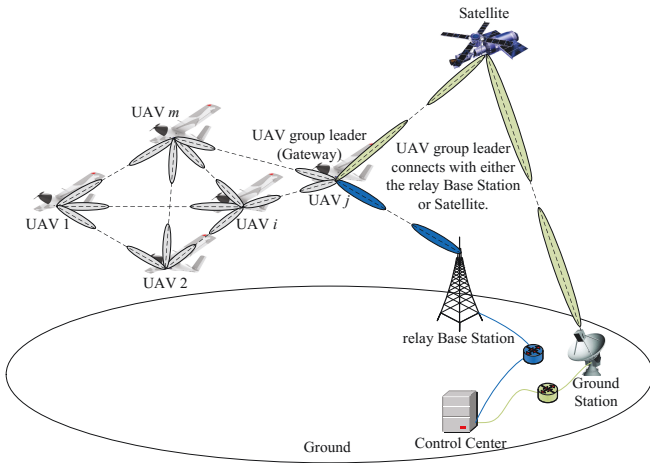 Satellite
UAV m
UAV group leader
(Gateway)
UAV group leader
connects with either
the relay Base Station
or Satellite.
UAV j
UAV 1
UAV i
UAV 2
relay Base Station
Ground
Station
Control Center
Ground